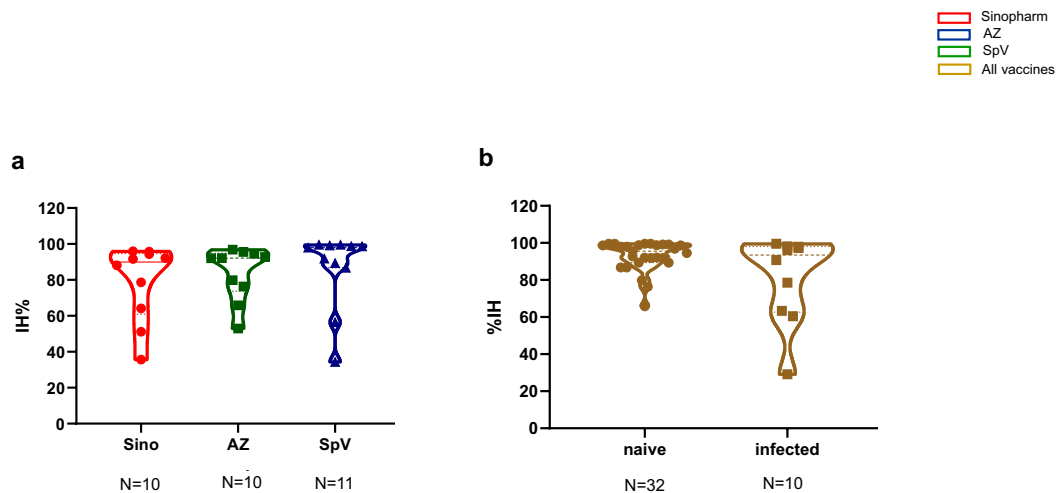 Sinopharm
AZ
SpV
All vaccines
a
b
IH%
120
100
80
60
40
20
0
Sino
AZ
SpV
N=10
N=10
N=11
%IH
120
100
80
60
40
20
0
naive
infected
N=32
N=10